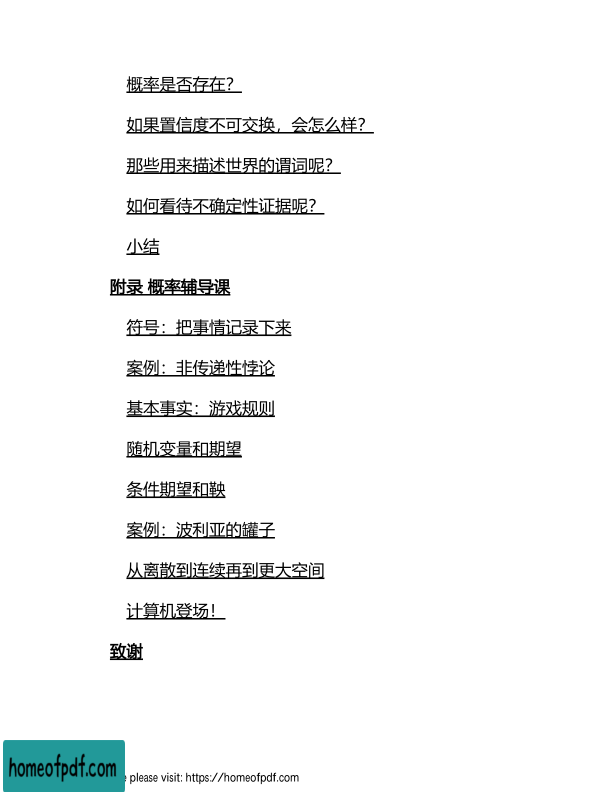 概率是否存在？
如果置信度不可交换，会怎么样？
那些用来描述世界的谓词呢？
如何看待不确定性证据呢？
小结
附录 概率辅导课
符号：把事情记录下来
案例：非传递性悖论
基本事实：游戏规则
随机变量和期望
条件期望和鞅
案例：波利亚的罐子
从离散到连续再到更大空间
计算机登场！
致谢
homeofpdf.com
please visit: https://homeofpdf.com